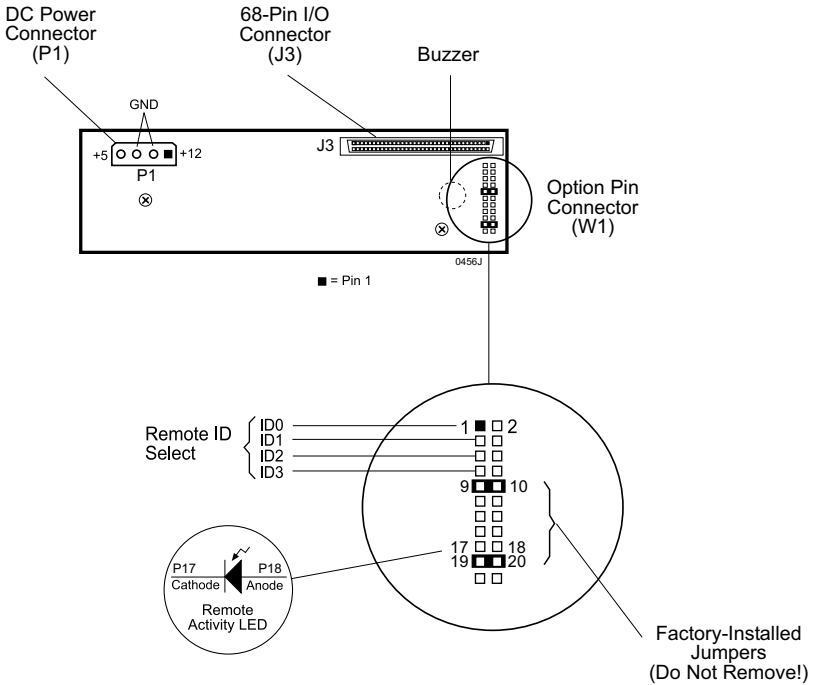 DC Power
Connector
(P1)
68-Pin I/O
Connector
(J3)
Buzzer
GND
+5
+12
P1
J3
Option Pin
Connector
(W1)
0456J
= Pin 1
Remote ID
Select
ID0
ID1
ID2
ID3
1
2
9
10
17
18
19
20
P17
P18
Cathode
Anode
Remote
Activity LED
Factory-Installed
Jumpers
(Do Not Remove!)